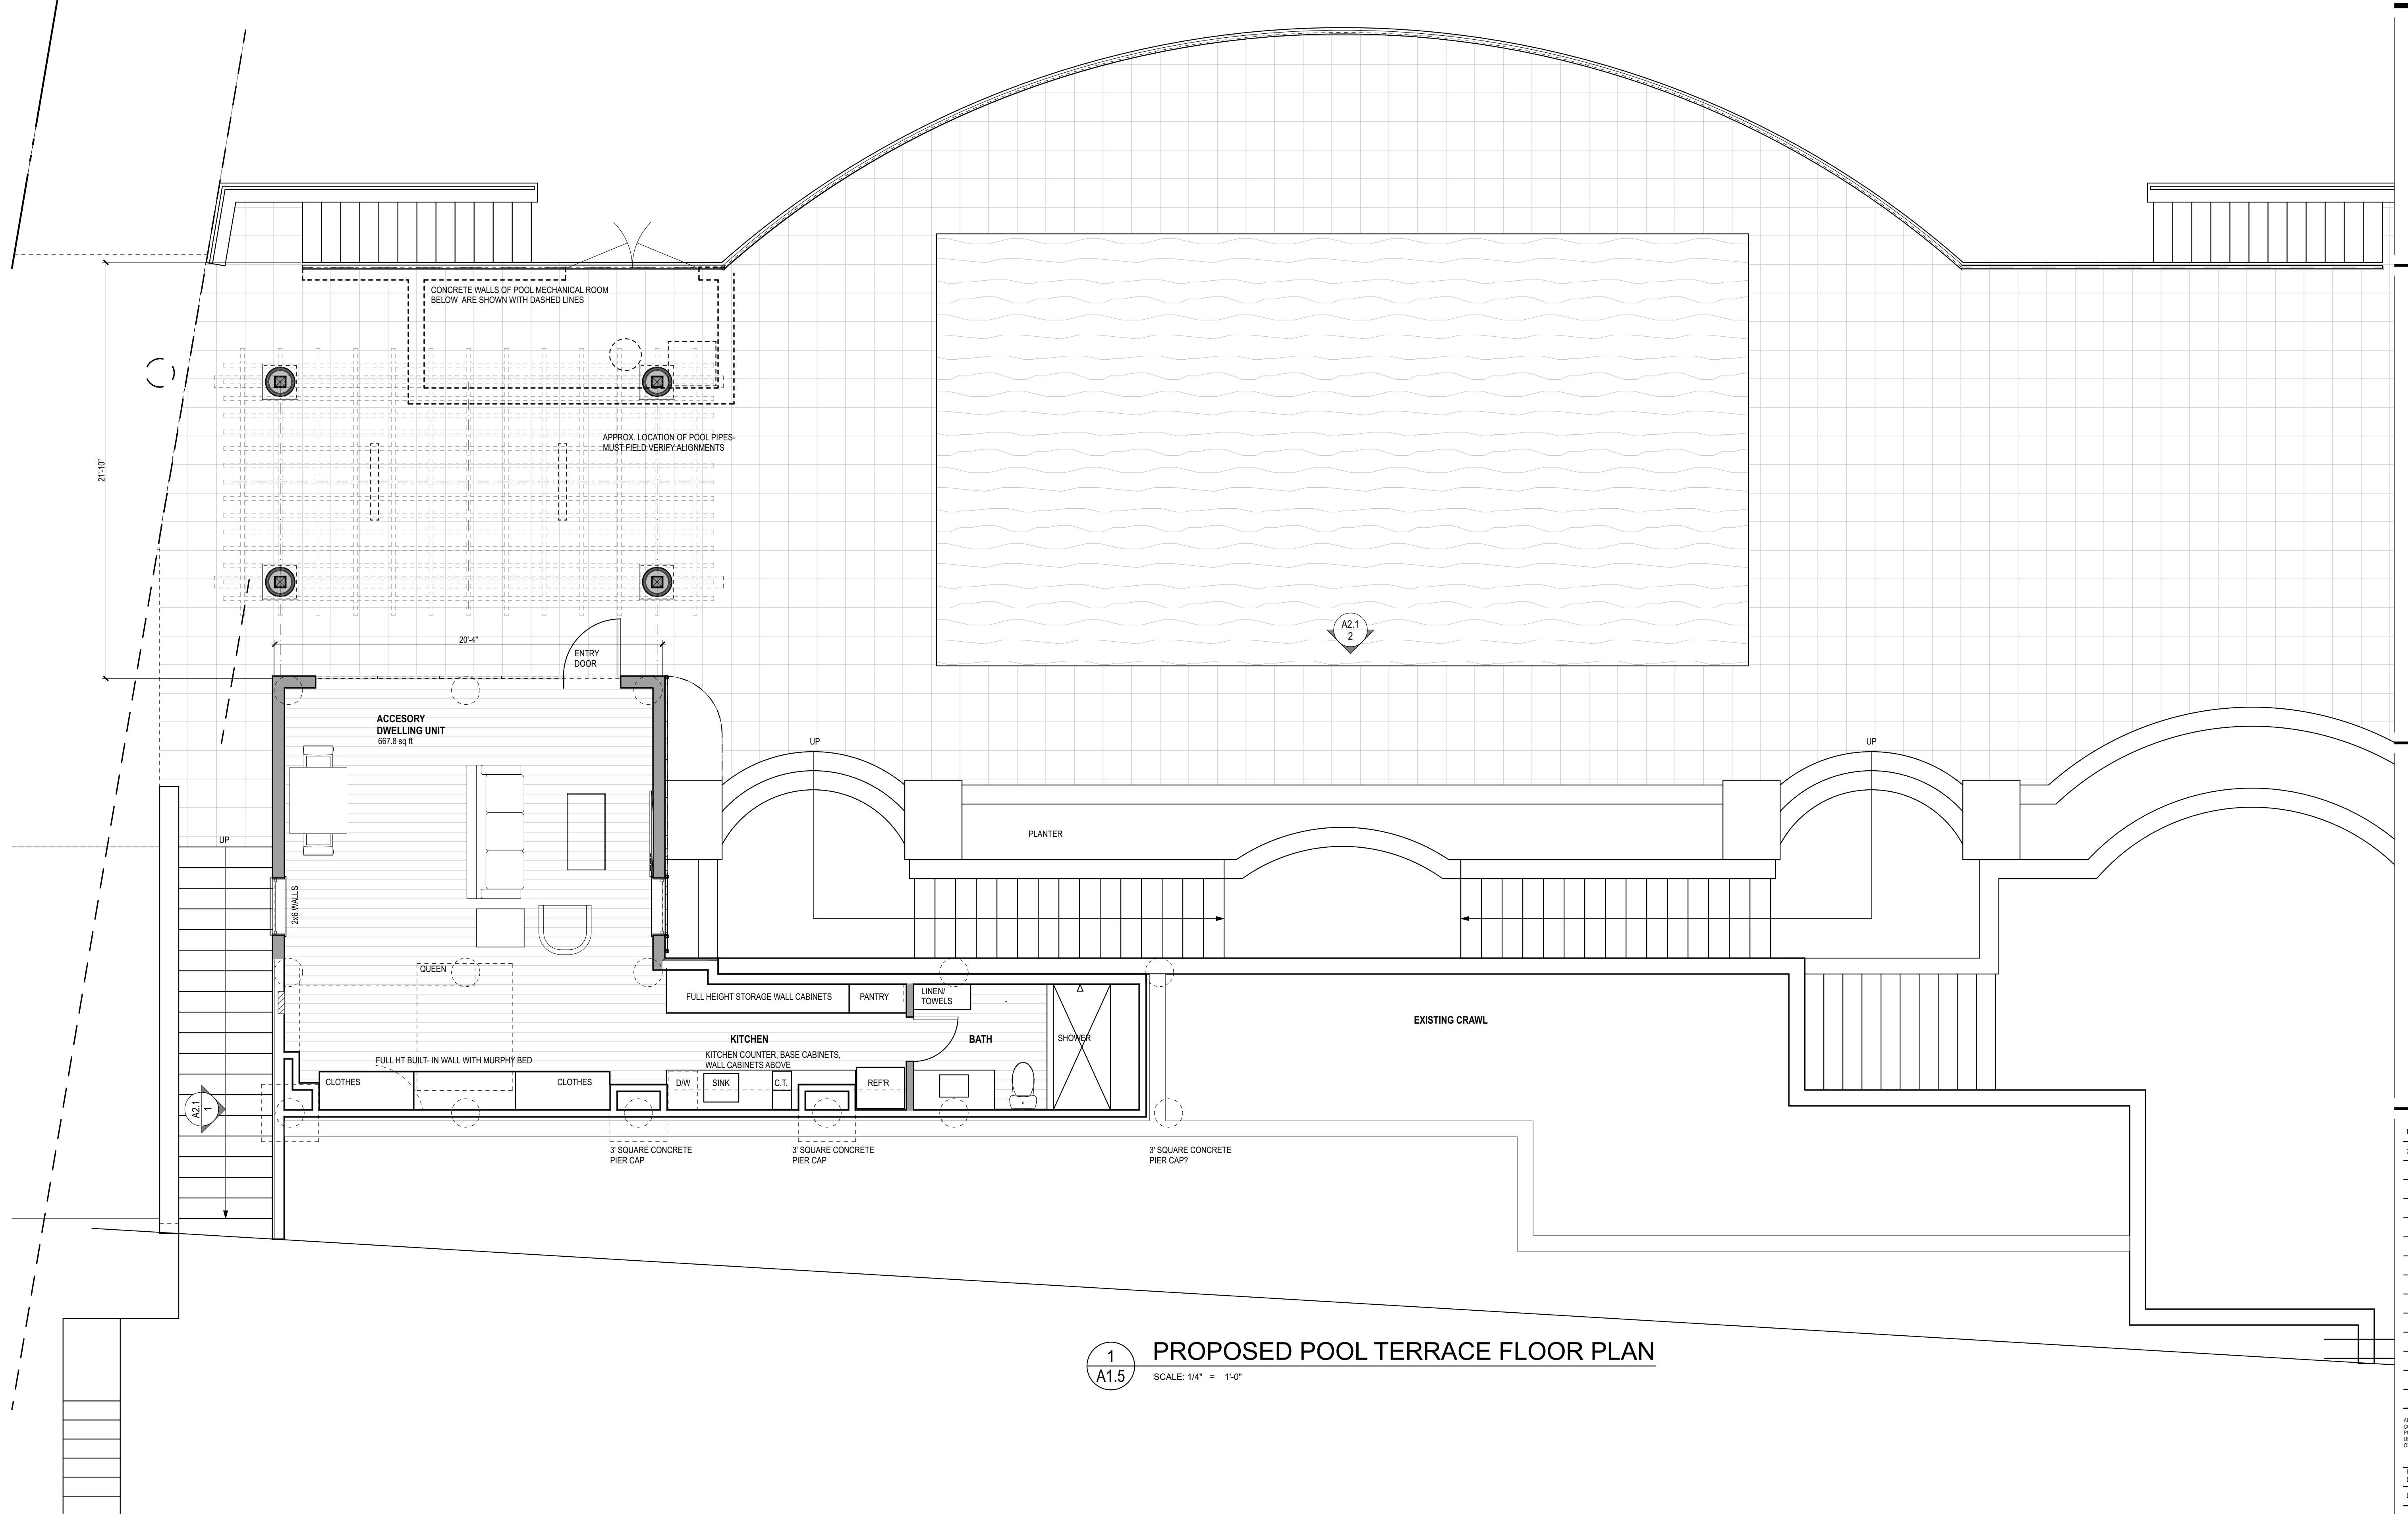 CONCRETE WALLS OF POOL MECHANICAL ROOM
BELOW ARE SHOWN WITH DASHED LINES
APPROX. LOCATION OF POOL PIPES-
MUST FIELD VERIFY ALIGNMENTS
21'-10"
20'-4"
ENTRY
DOOR
A2.1
2
ACCESORY
DWELLING UNIT
667.8 sq ft
UP
UP
UP
PLANTER
2x6 WALLS
QUEEN
FULL HEIGHT STORAGE WALL CABINETS
PANTRY
LINEN/
TOWELS
EXISTING CRAWL
KITCHEN
BATH
SHOWER
KITCHEN COUNTER, BASE CABINETS,
WALL CABINETS ABOVE
FULL HT BUILT- IN WALL WITH MURPHY BED
CLOTHES
CLOTHES
D/W
SINK
C.T.
REF'R
A2.1
1
3' SQUARE CONCRETE
PIER CAP
3' SQUARE CONCRETE
PIER CAP
3' SQUARE CONCRETE
PIER CAP?
1
A1.5
PROPOSED POOL TERRACE FLOOR PLAN
SCALE: 1/4" = 1'-0"